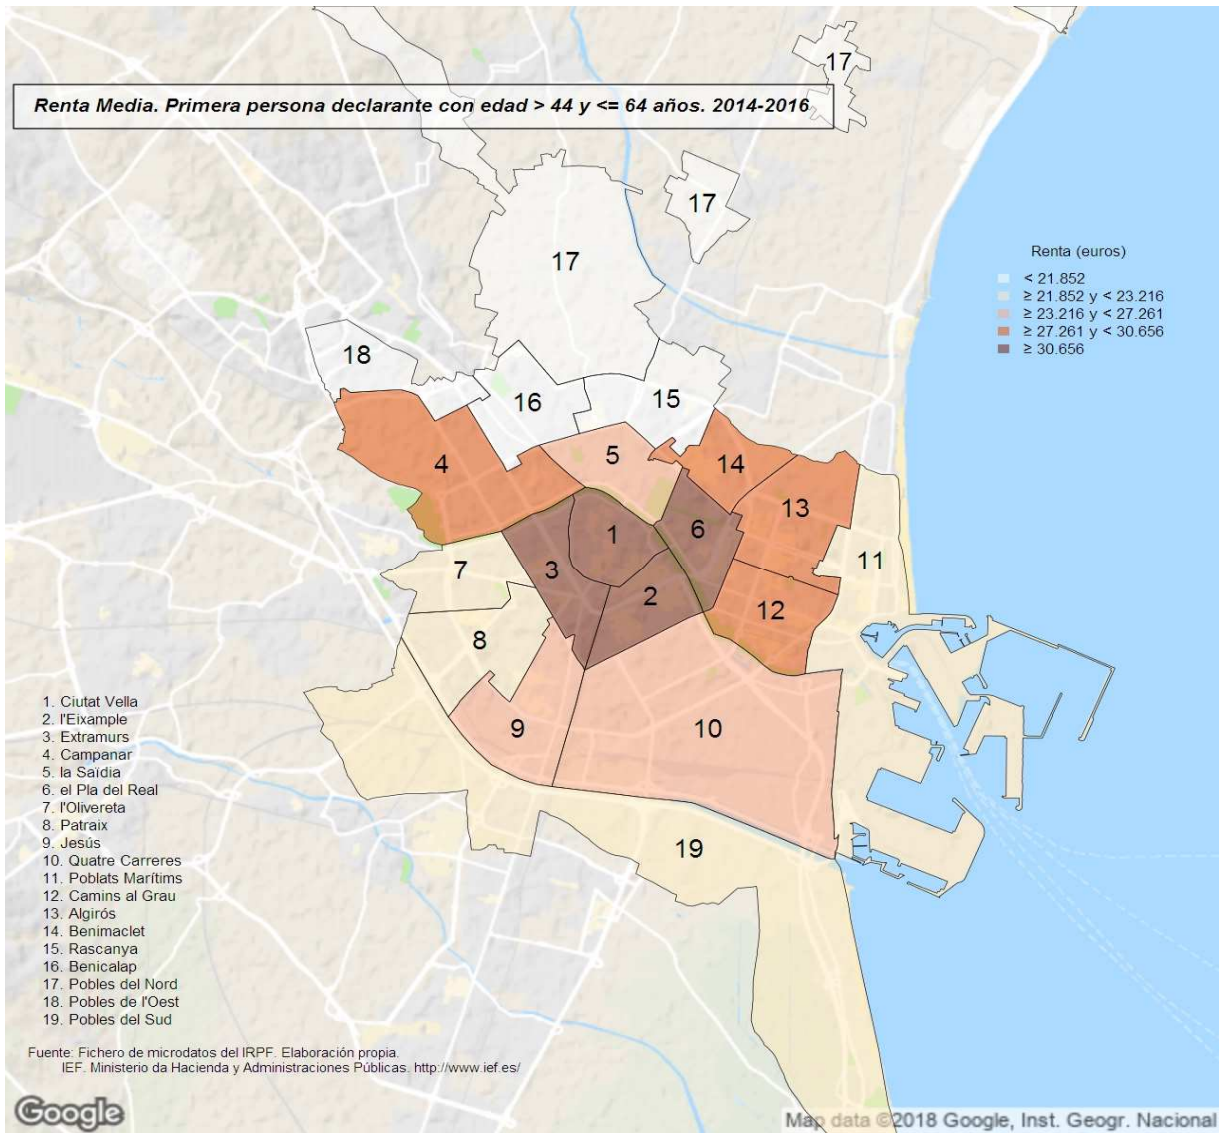 17
Renta Media. Primera persona declarante con edad > 44 y <= 64 años. 2014-2016
17
17
Renta (euros)
< 21.852
≥ 21.852 y < 23.216
≥ 23.216 y < 27.261
≥ 27.261 y < 30.656
≥ 30.656
18
16
15
4
5
14
13
1
6
11
7
3
2
12
8
9
10
19
1. Ciutat Vella
2. l'Eixample
3. Extramurs
4. Campanar
5. la Saïdia
6. el Pla del Real
7. l'Olivereta
8. Patraix
9. Jesús
10. Quatre Carreres
11. Poblats Marítims
12. Camins al Grau
13. Algirós
14. Benimaclet
15. Rascanya
16. Benicalap
17. Pobles del Nord
18. Pobles de l'Oest
19. Pobles del Sud
Fuente: Fichero de microdatos del IRPF. Elaboración propia.
IEF. Ministerio da Hacienda y Administraciones Públicas. http://www.ief.es/
Google
Map data ©2018 Google, Inst. Geogr. Nacional